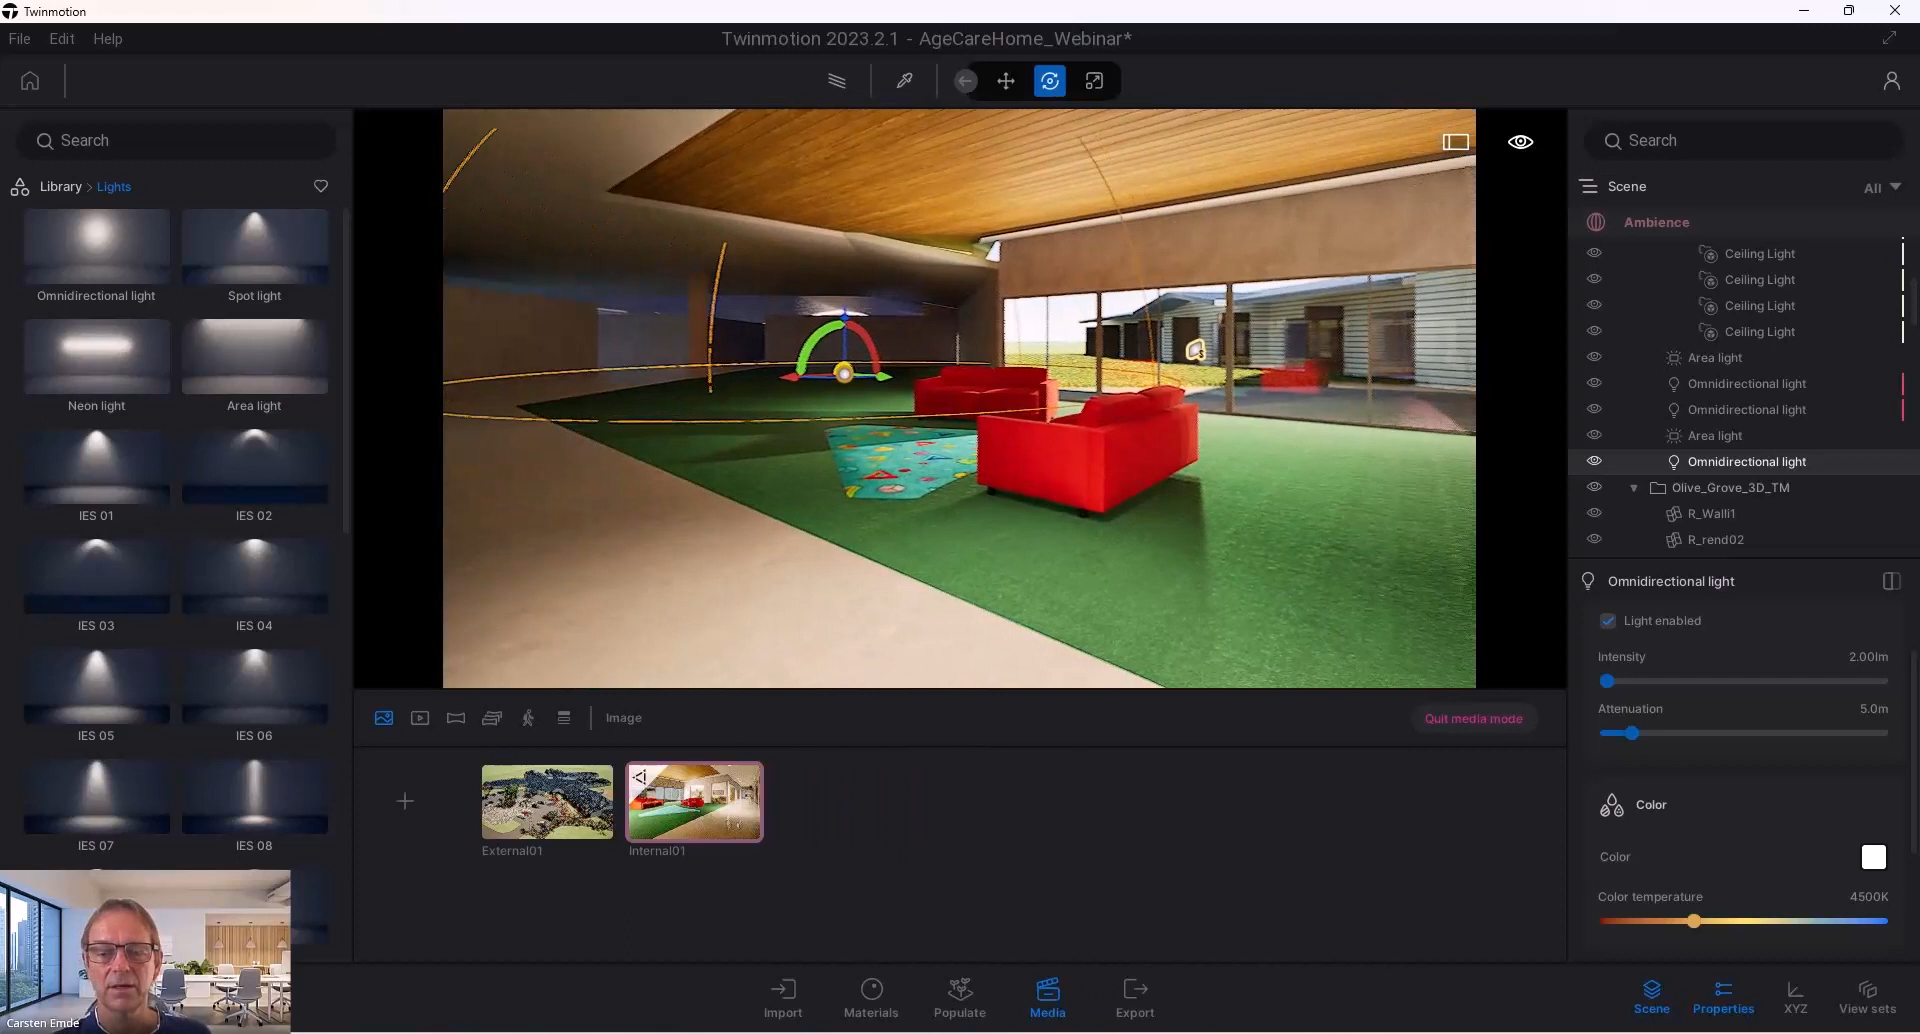 Twinmotion
File Edit Help
Twinmotion 2023.2.1 - AgeCareHome_Webinar*
Search
Library > Lights
Omnidirectional light
Spot light
Neon light
Area light
IES 01
IES 02
IES 03
IES 04
IES 05
IES 06
IES 07
IES 08
Carsten Emde
Image
Quit media mode
External01
Internal01
Import
Materials
Populate
Media
Export
Search
Scene
All
Ambience
Ceiling Light
Ceiling Light
Ceiling Light
Ceiling Light
Area light
Omnidirectional light
Omnidirectional light
Area light
Omnidirectional light
Olive_Grove_3D_TM
R_Walli1
R_rend02
Omnidirectional light
Light enabled
Intensity 2.00lm
Attenuation 5.0m
Color
Color
Color temperature 4500K
Scene
Properties
XYZ
View sets